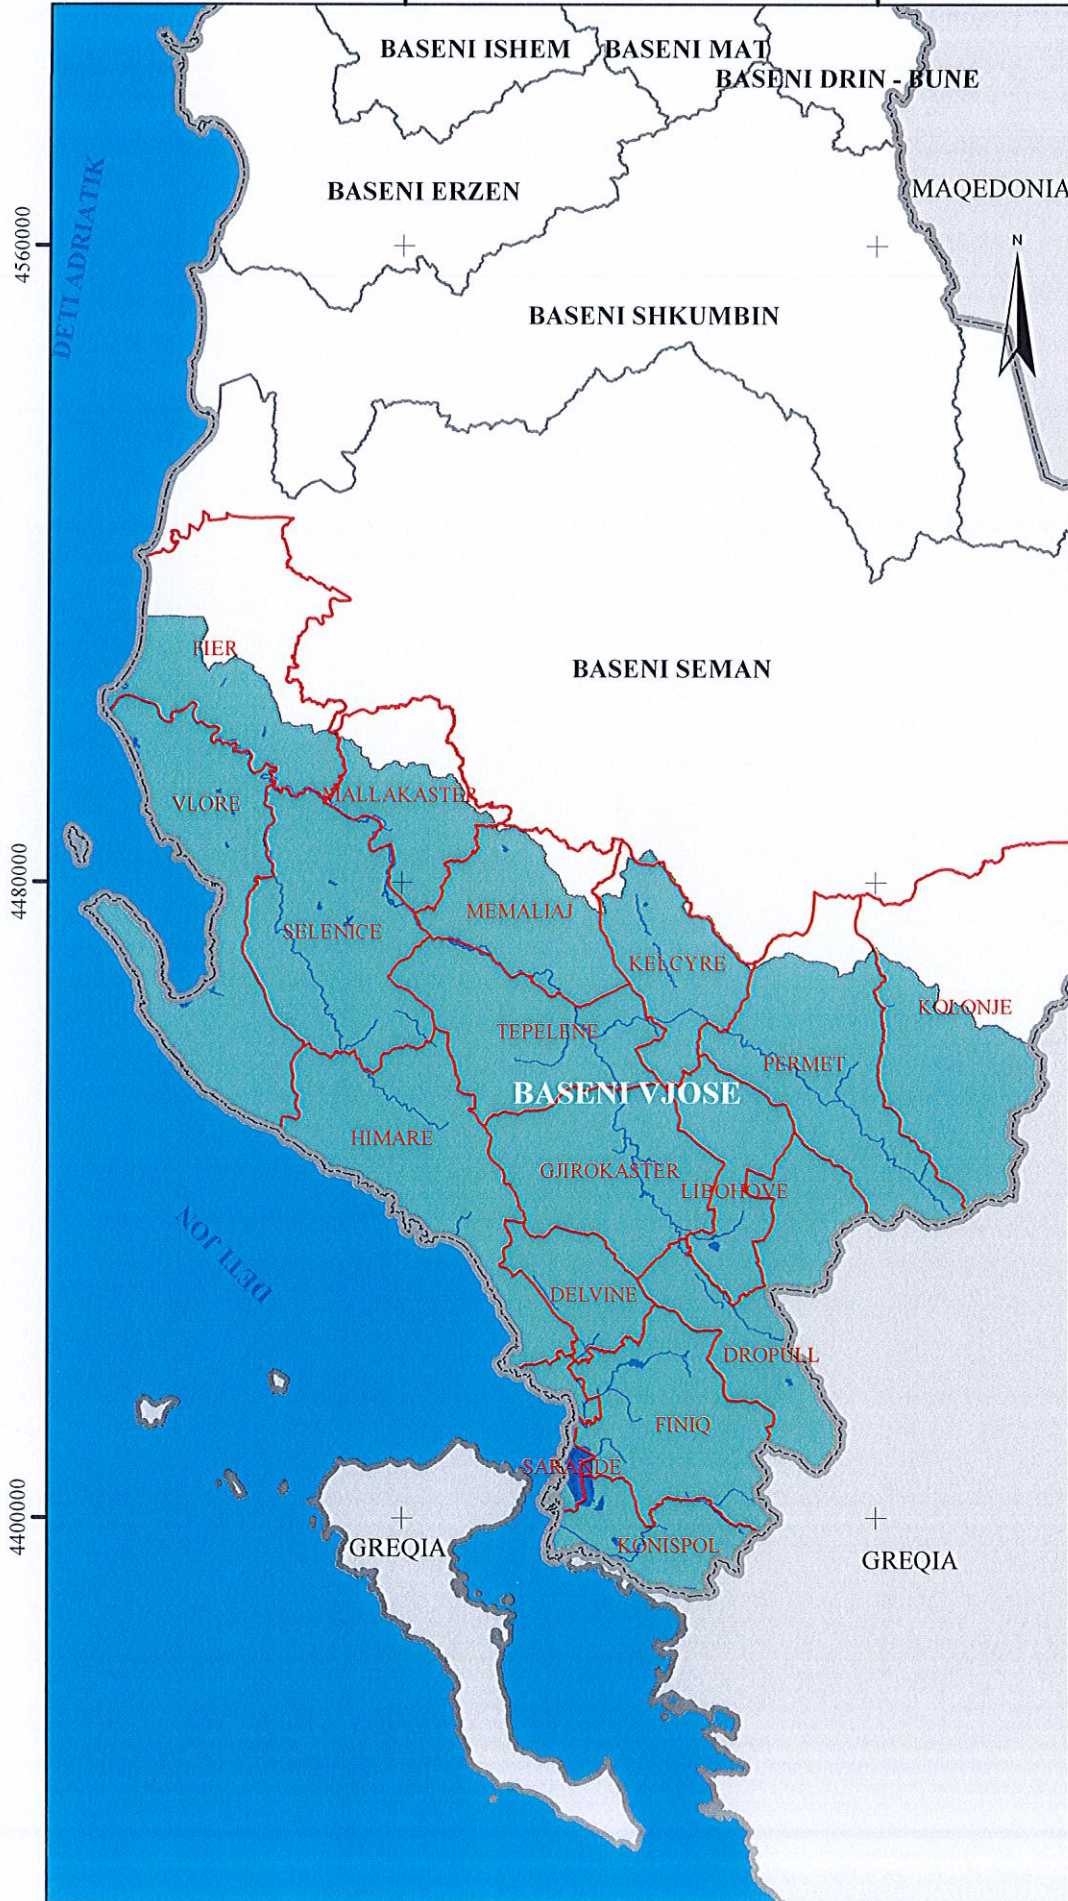 BASENI ISHEM
BASENI MAT
BASENI DRIN - BUNE
BASENI ERZEN
MAQEDONIA
DETI ADRIATIK
4560000
N
BASENI SHKUMBIN
FIER
BASENI SEMAN
VLORE
MALLAKASTER
4480000
MEMALIAJ
SELENICE
KELCYRE
KOLONJE
TEPELENE
PERMET
BASENI VJOSE
HIMARE
GJIROKASTER
LIBOHOVE
DETI JON
DELVINE
DROPULL
FINIQ
SARANDE
4400000
GREQIA
KONISPOL
GREQIA